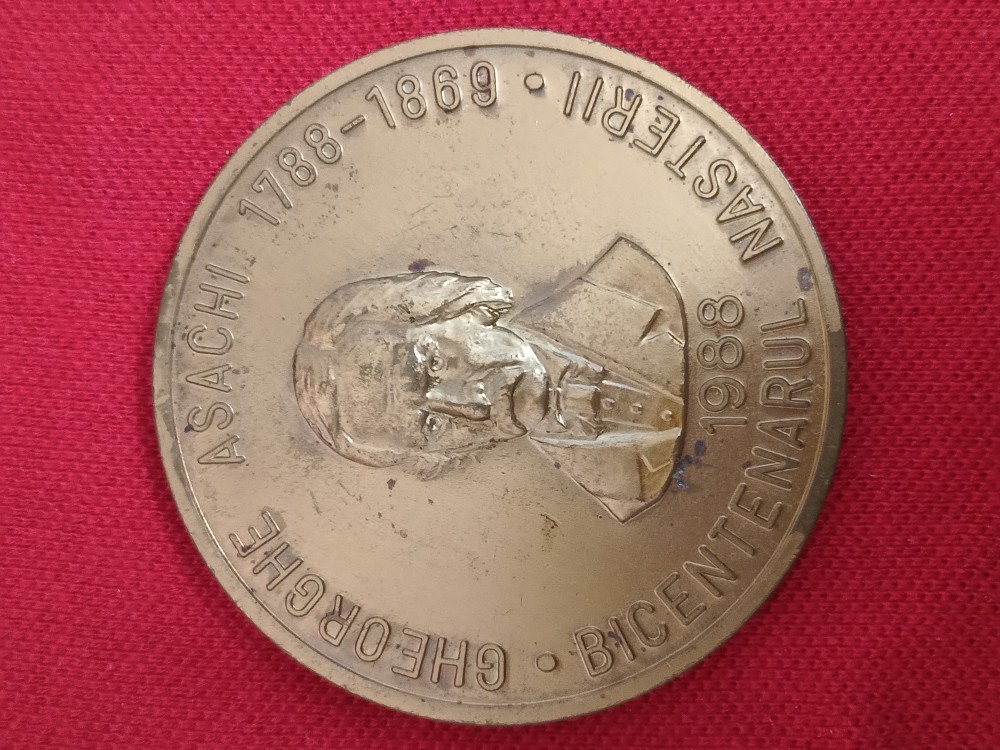 GHEORGHE ASACHI 1788-1869
• BICENTENARUL NASTERII •
1988